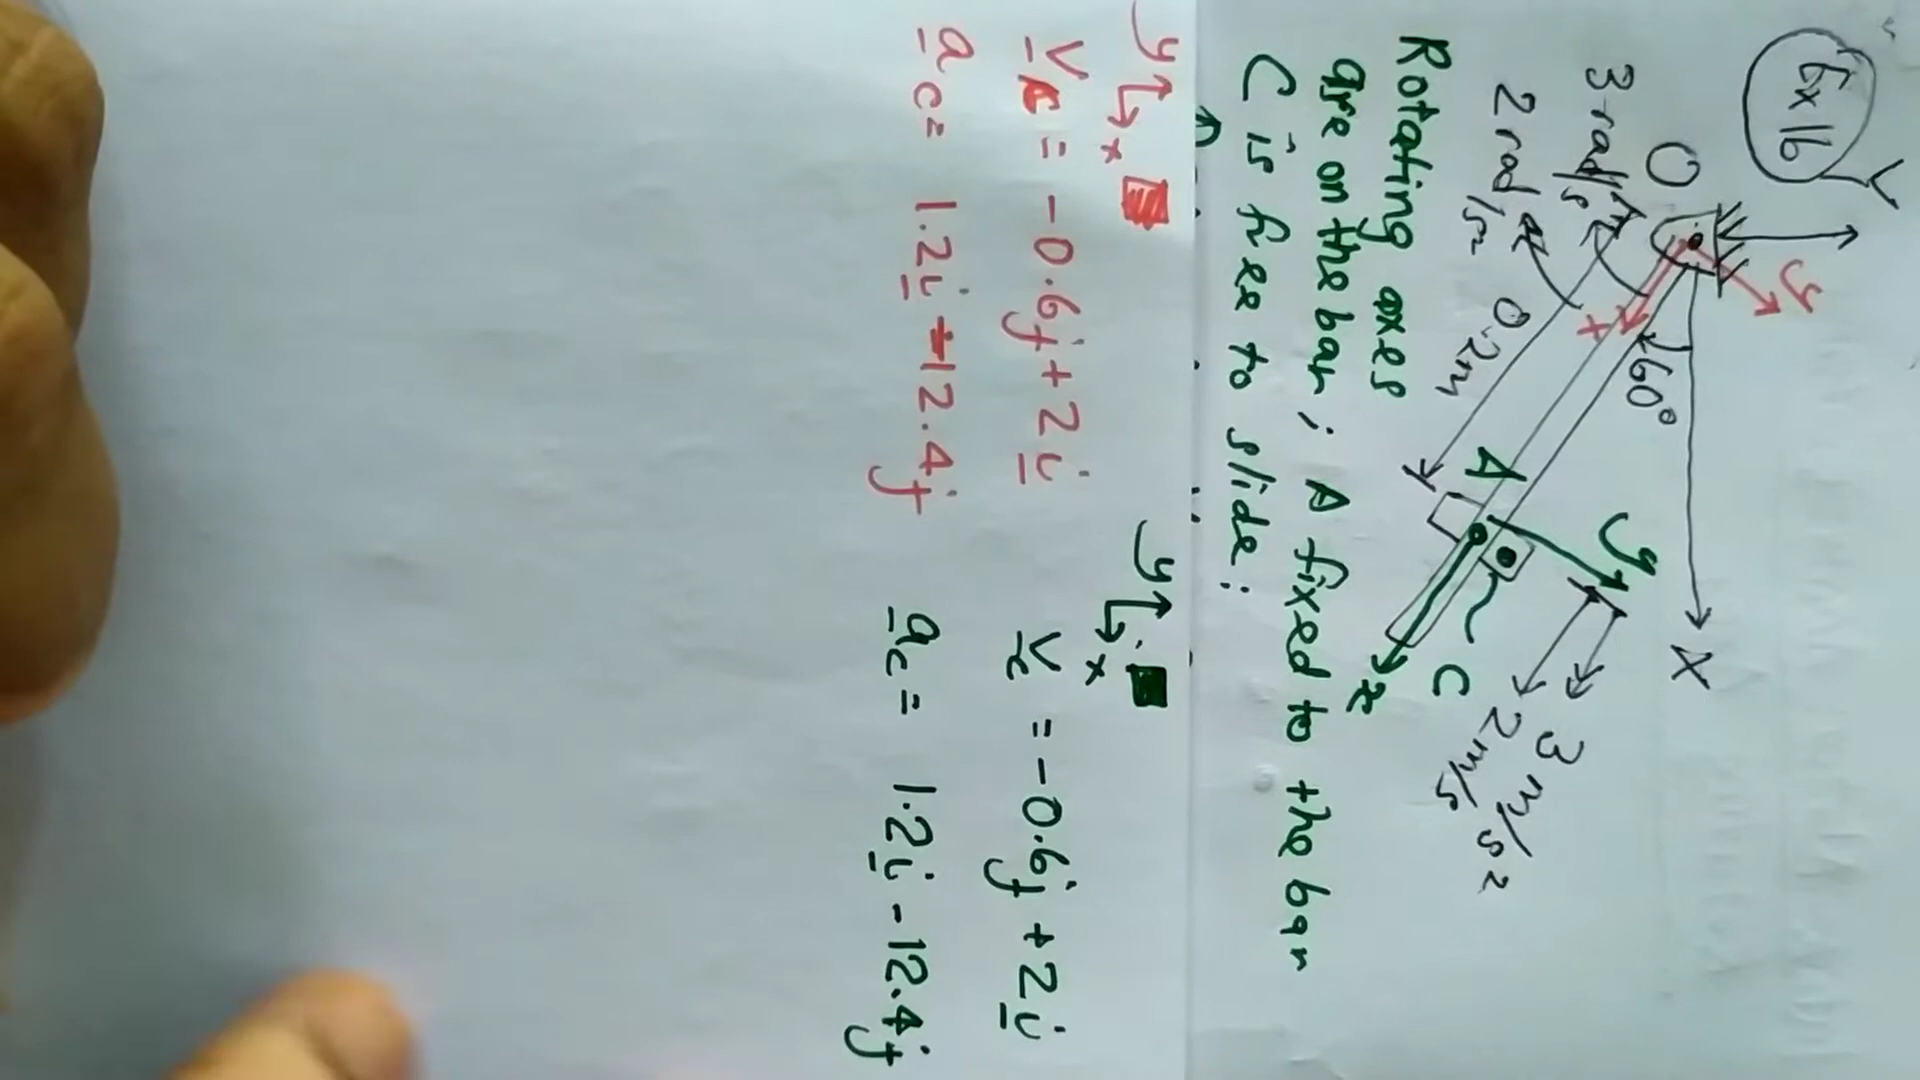 Ex 16
Y
O
y
3 rad/s
2 rad/s²
x
60°
X
0.2m
A
y
C
x
3 m/s²
2m/s
Rotating axes
are on the bar; A fixed to the bar
C is free to slide;
y x
V_C = -0.6j + 2i
a_C = 1.2i - 12.4j
y x
V_C = -0.6j + 2i
a_C = 1.2i - 12.4j